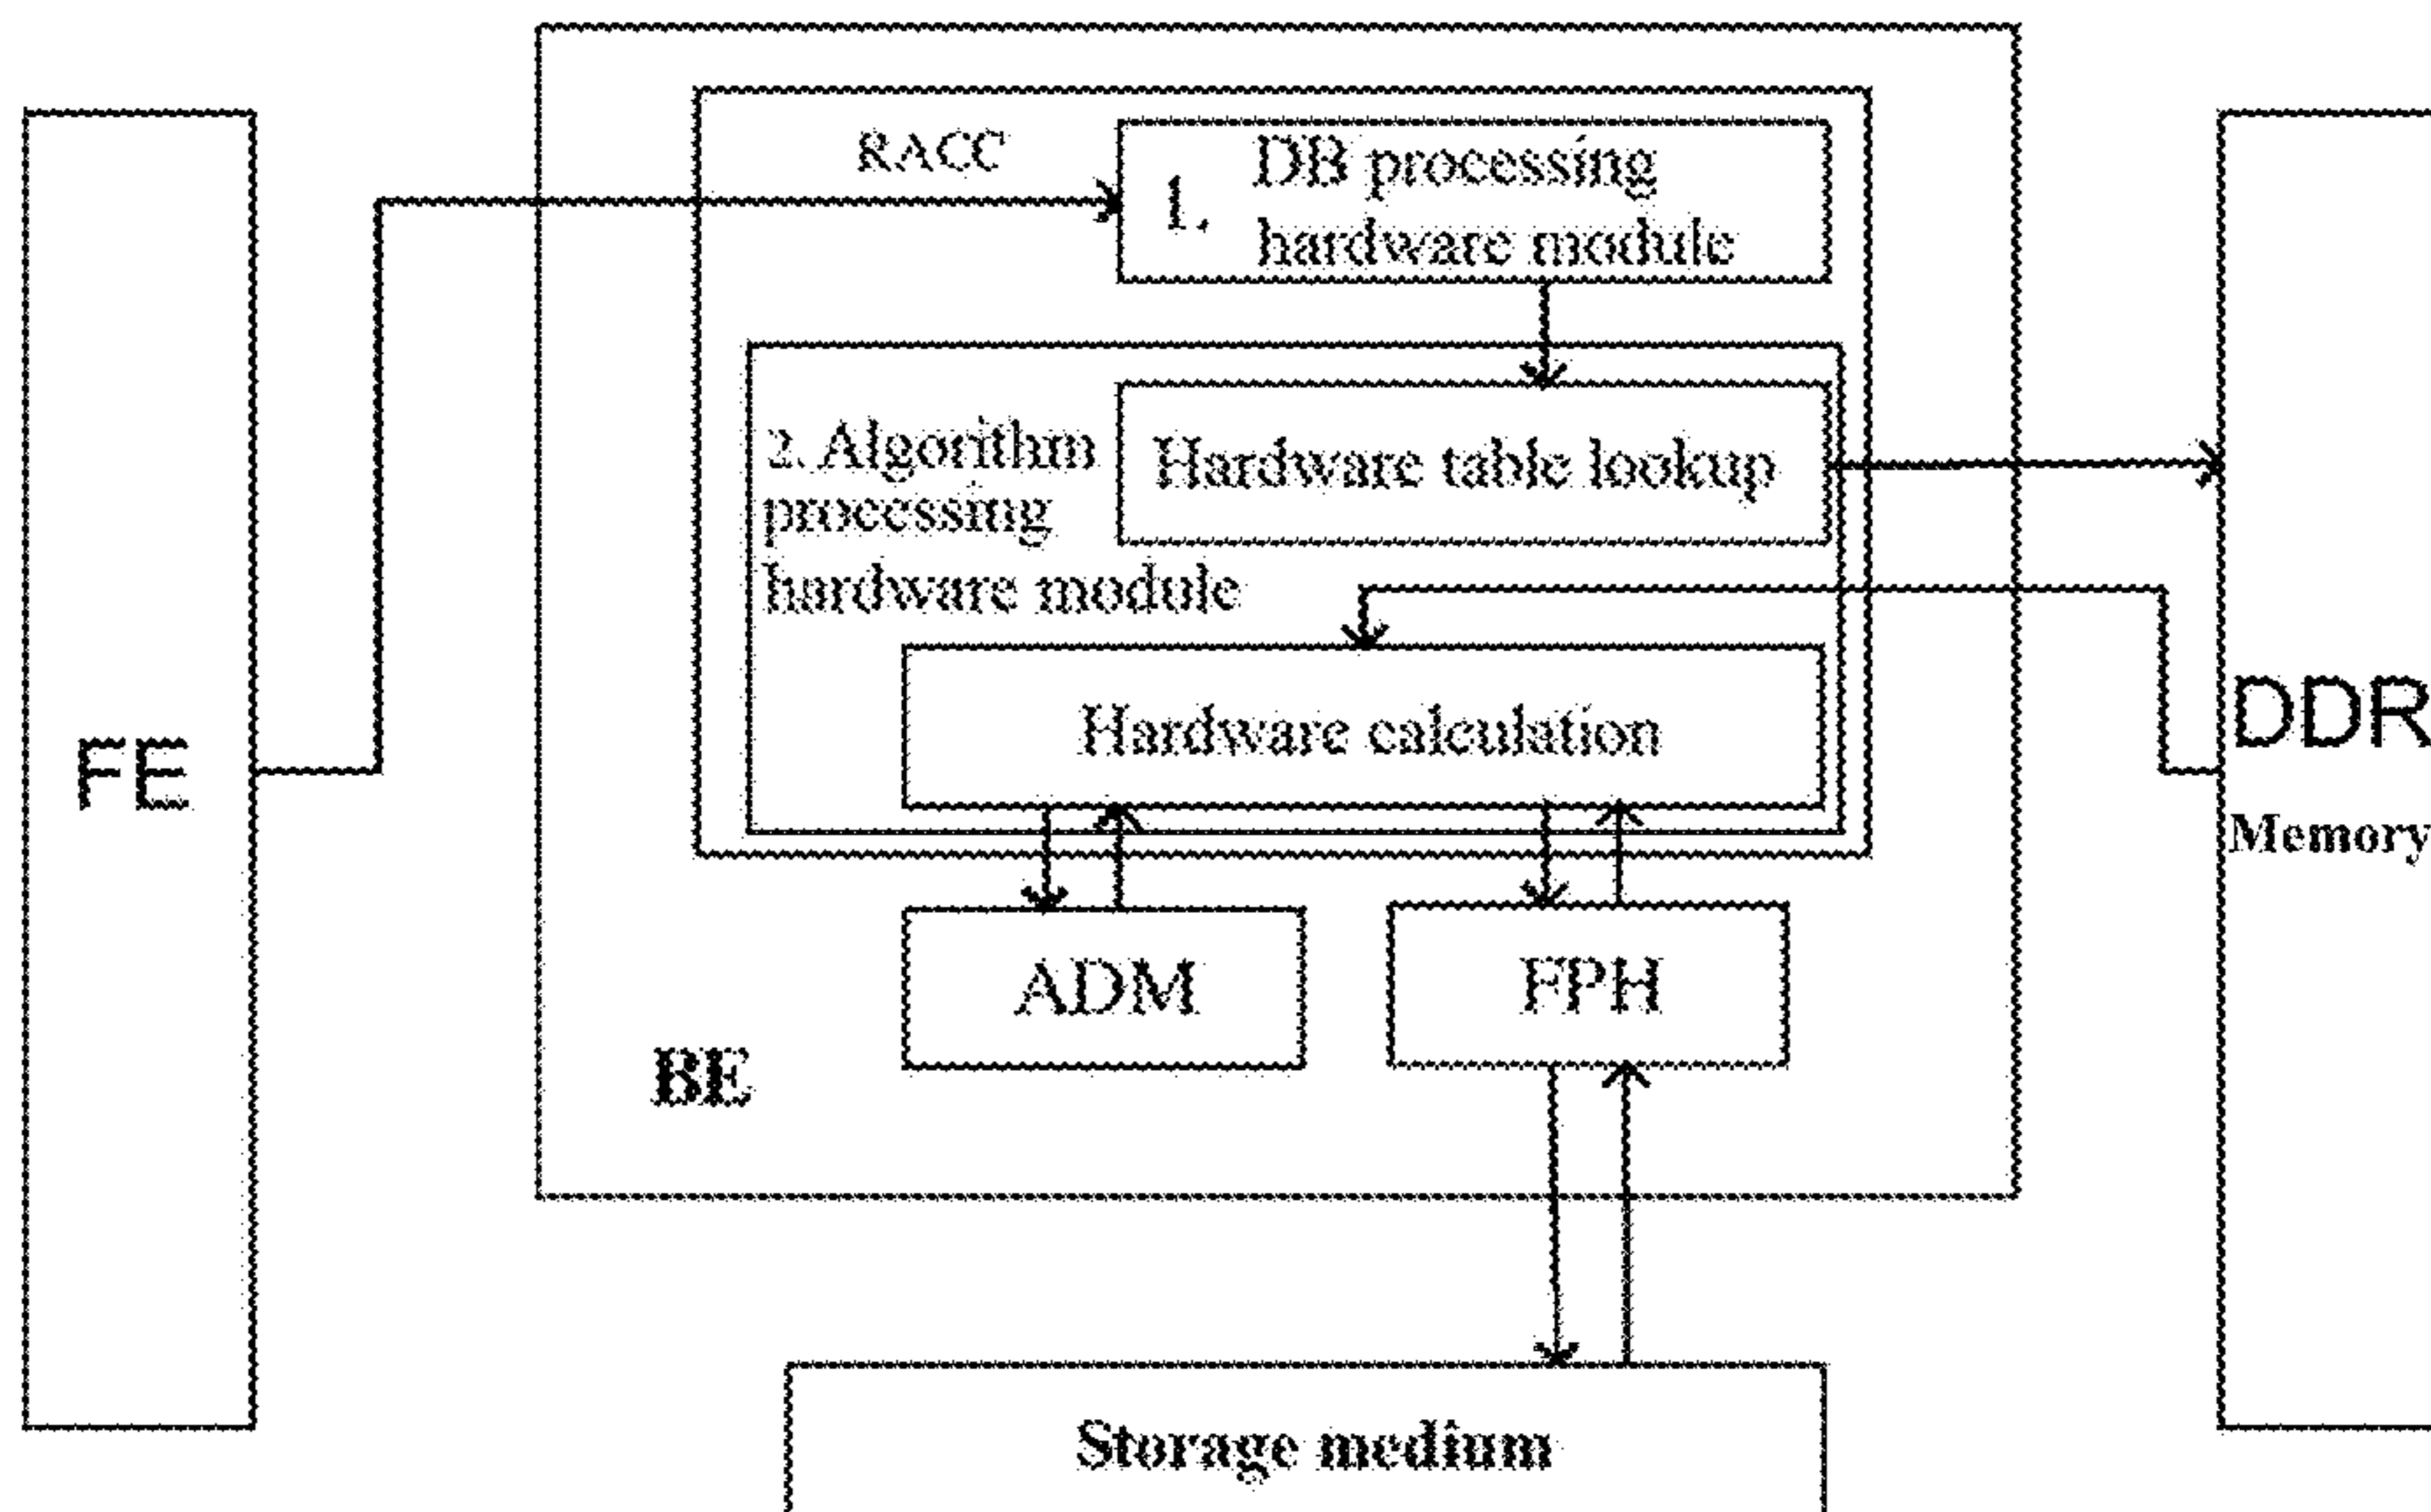 RACC
1. DB processing
hardware module
2. Algorithm
processing
hardware module
Hardware table lookup
Hardware calculation
FE
DDR
Memory
ADM
FPH
BE
Storage medium